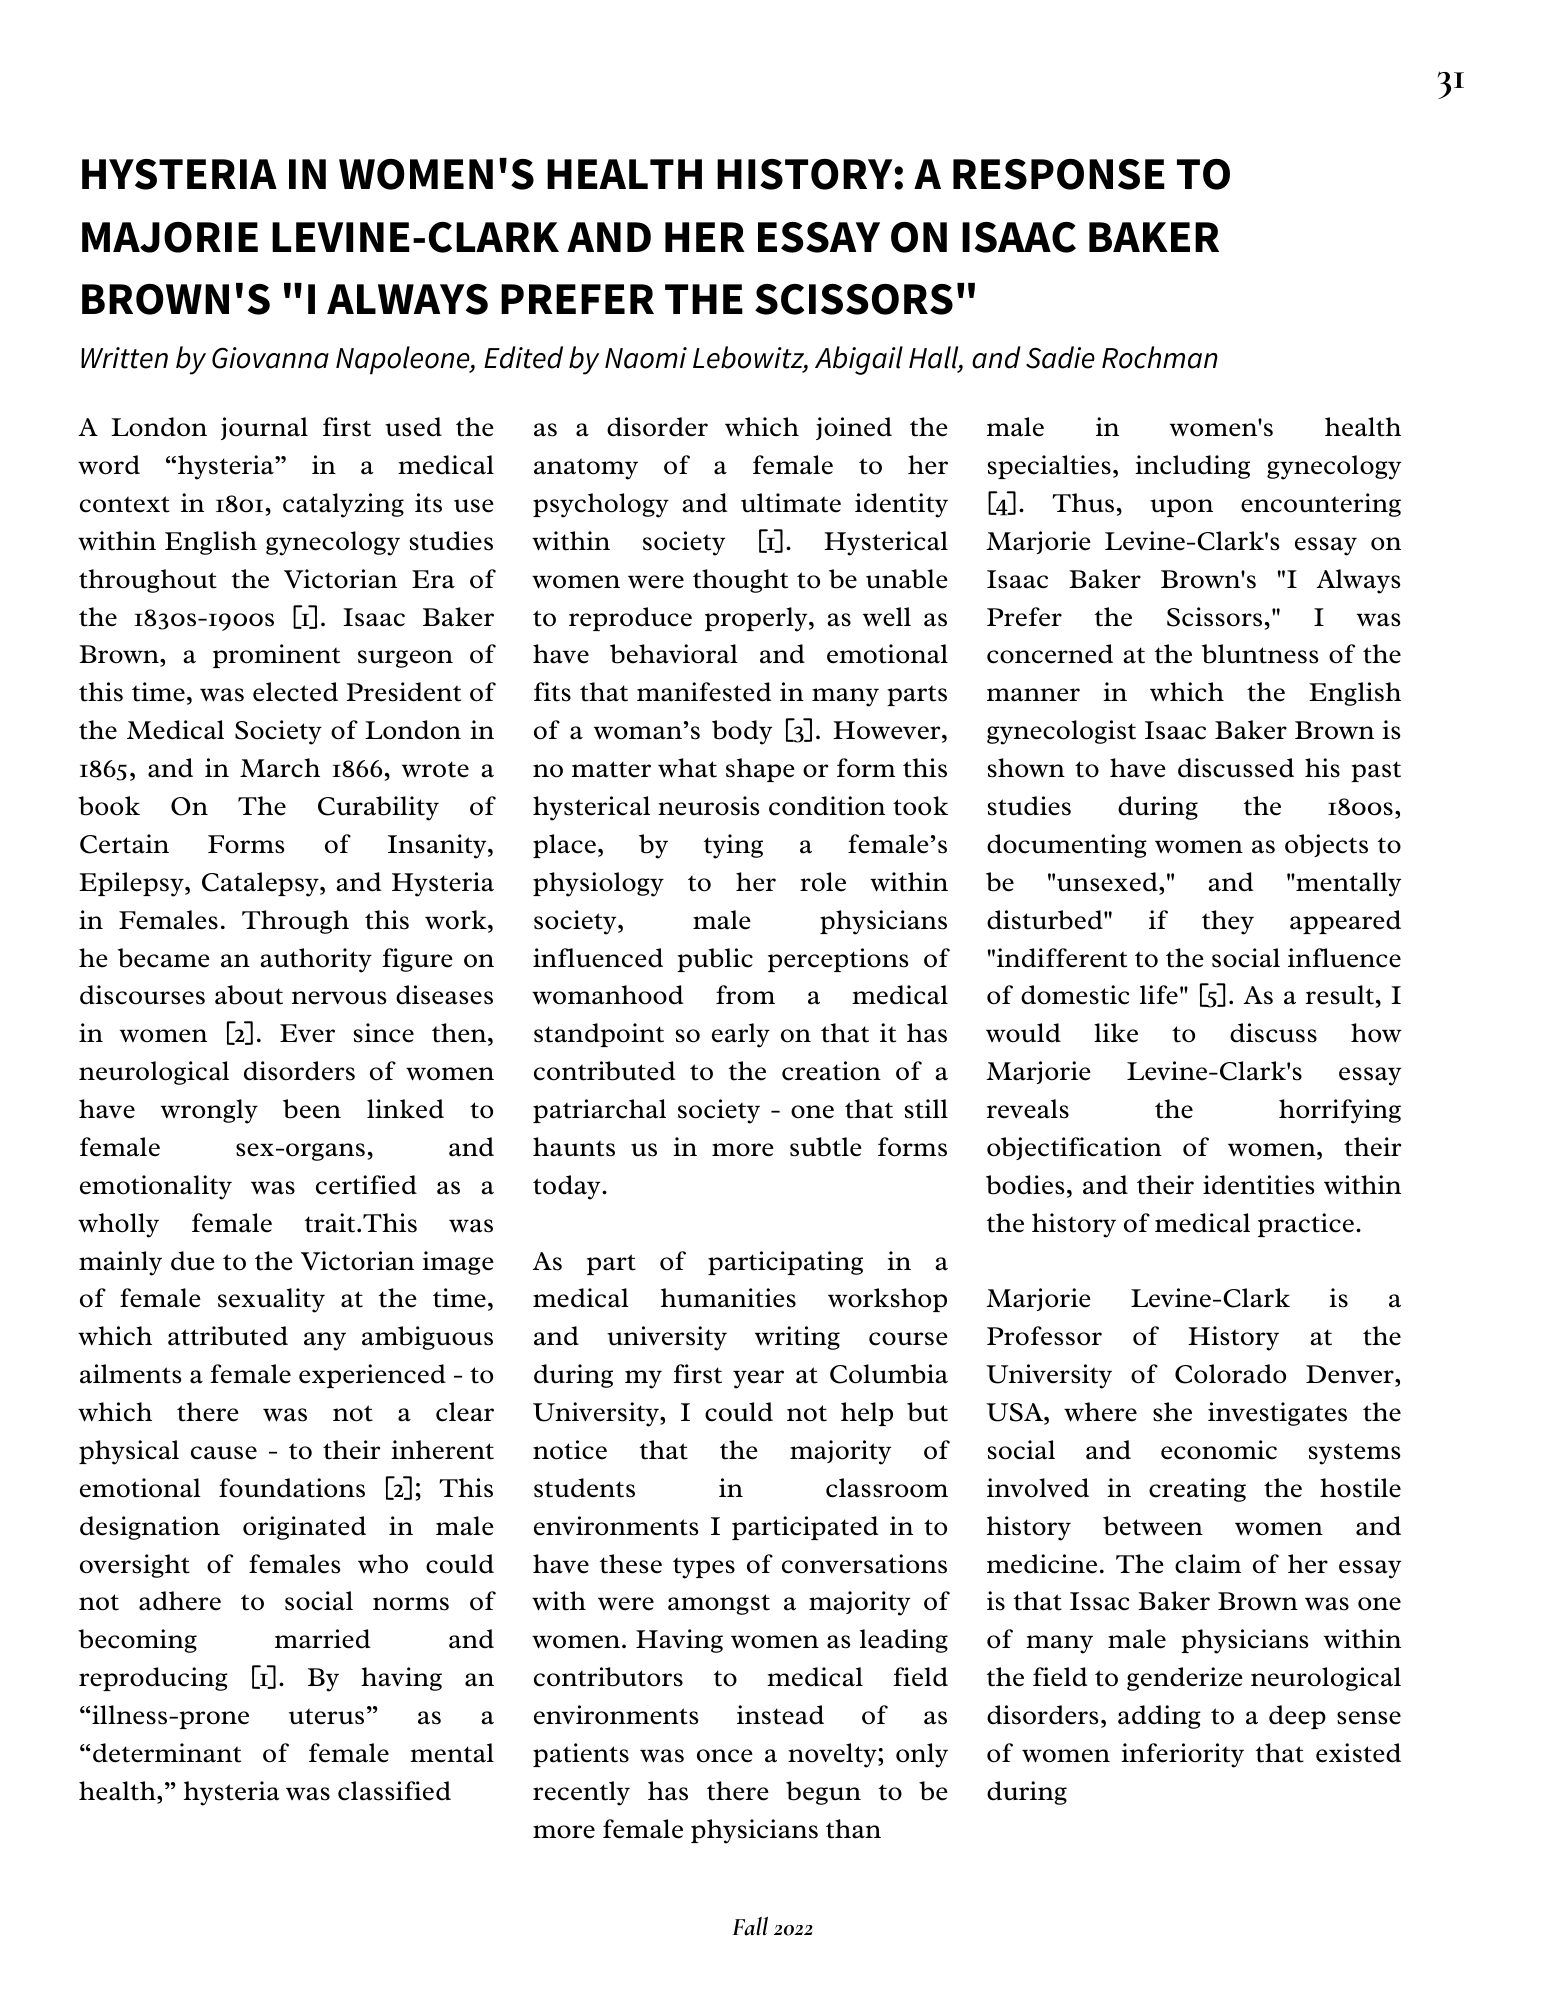 31
HYSTERIA IN WOMEN'S HEALTH HISTORY: A RESPONSE TO
MAJORIE LEVINE-CLARK AND HER ESSAY ON ISAAC BAKER
BROWN'S "I ALWAYS PREFER THE SCISSORS"
Written by Giovanna Napoleone, Edited by Naomi Lebowitz, Abigail Hall, and Sadie Rochman
A London journal first used the
word “hysteria” in a medical
context in 1801, catalyzing its use
within English gynecology studies
throughout the Victorian Era of
the 1830s-1900s [1]. Isaac Baker
Brown, a prominent surgeon of
this time, was elected President of
the Medical Society of London in
1865, and in March 1866, wrote a
book On The Curability of
Certain Forms of Insanity,
Epilepsy, Catalepsy, and Hysteria
in Females. Through this work,
he became an authority figure on
discourses about nervous diseases
in women [2]. Ever since then,
neurological disorders of women
have wrongly been linked to
female sex-organs, and
emotionality was certified as a
wholly female trait.This was
mainly due to the Victorian image
of female sexuality at the time,
which attributed any ambiguous
ailments a female experienced - to
which there was not a clear
physical cause - to their inherent
emotional foundations [2]; This
designation originated in male
oversight of females who could
not adhere to social norms of
becoming married and
reproducing [1]. By having an
“illness-prone uterus” as a
“determinant of female mental
health,” hysteria was classified
as a disorder which joined the
anatomy of a female to her
psychology and ultimate identity
within society [1]. Hysterical
women were thought to be unable
to reproduce properly, as well as
have behavioral and emotional
fits that manifested in many parts
of a woman’s body [3]. However,
no matter what shape or form this
hysterical neurosis condition took
place, by tying a female’s
physiology to her role within
society, male physicians
influenced public perceptions of
womanhood from a medical
standpoint so early on that it has
contributed to the creation of a
patriarchal society - one that still
haunts us in more subtle forms
today.
As part of participating in a
medical humanities workshop
and university writing course
during my first year at Columbia
University, I could not help but
notice that the majority of
students in classroom
environments I participated in to
have these types of conversations
with were amongst a majority of
women. Having women as leading
contributors to medical field
environments instead of as
patients was once a novelty; only
recently has there begun to be
more female physicians than
male in women's health
specialties, including gynecology
[4]. Thus, upon encountering
Marjorie Levine-Clark's essay on
Isaac Baker Brown's "I Always
Prefer the Scissors," I was
concerned at the bluntness of the
manner in which the English
gynecologist Isaac Baker Brown is
shown to have discussed his past
studies during the 1800s,
documenting women as objects to
be "unsexed," and "mentally
disturbed" if they appeared
"indifferent to the social influence
of domestic life" [5]. As a result, I
would like to discuss how
Marjorie Levine-Clark's essay
reveals the horrifying
objectification of women, their
bodies, and their identities within
the history of medical practice.
Marjorie Levine-Clark is a
Professor of History at the
University of Colorado Denver,
USA, where she investigates the
social and economic systems
involved in creating the hostile
history between women and
medicine. The claim of her essay
is that Issac Baker Brown was one
of many male physicians within
the field to genderize neurological
disorders, adding to a deep sense
of women inferiority that existed
during
Fall 2022